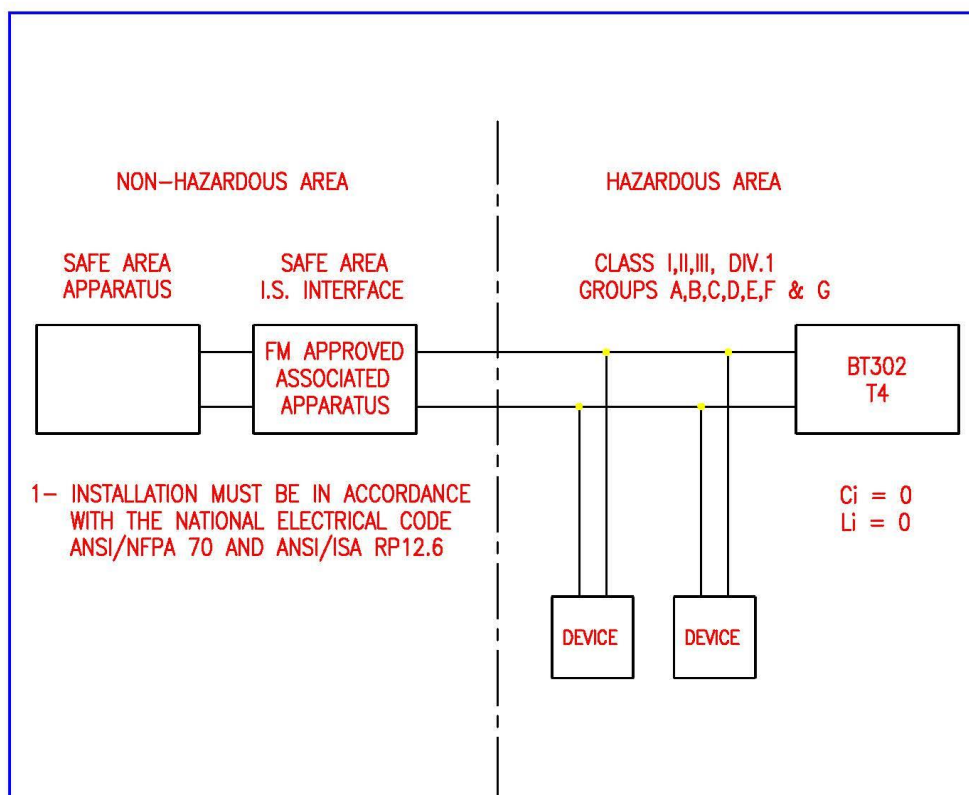 NON-HAZARDOUS AREA
HAZARDOUS AREA
SAFE AREA
APPARATUS
SAFE AREA
I.S. INTERFACE
CLASS I,II,III, DIV.1
GROUPS A,B,C,D,E,F & G
FM APPROVED
ASSOCIATED
APPARATUS
BT302
T4
1- INSTALLATION MUST BE IN ACCORDANCE
WITH THE NATIONAL ELECTRICAL CODE
ANSI/NFPA 70 AND ANSI/ISA RP12.6
Ci = 0
Li = 0
DEVICE
DEVICE